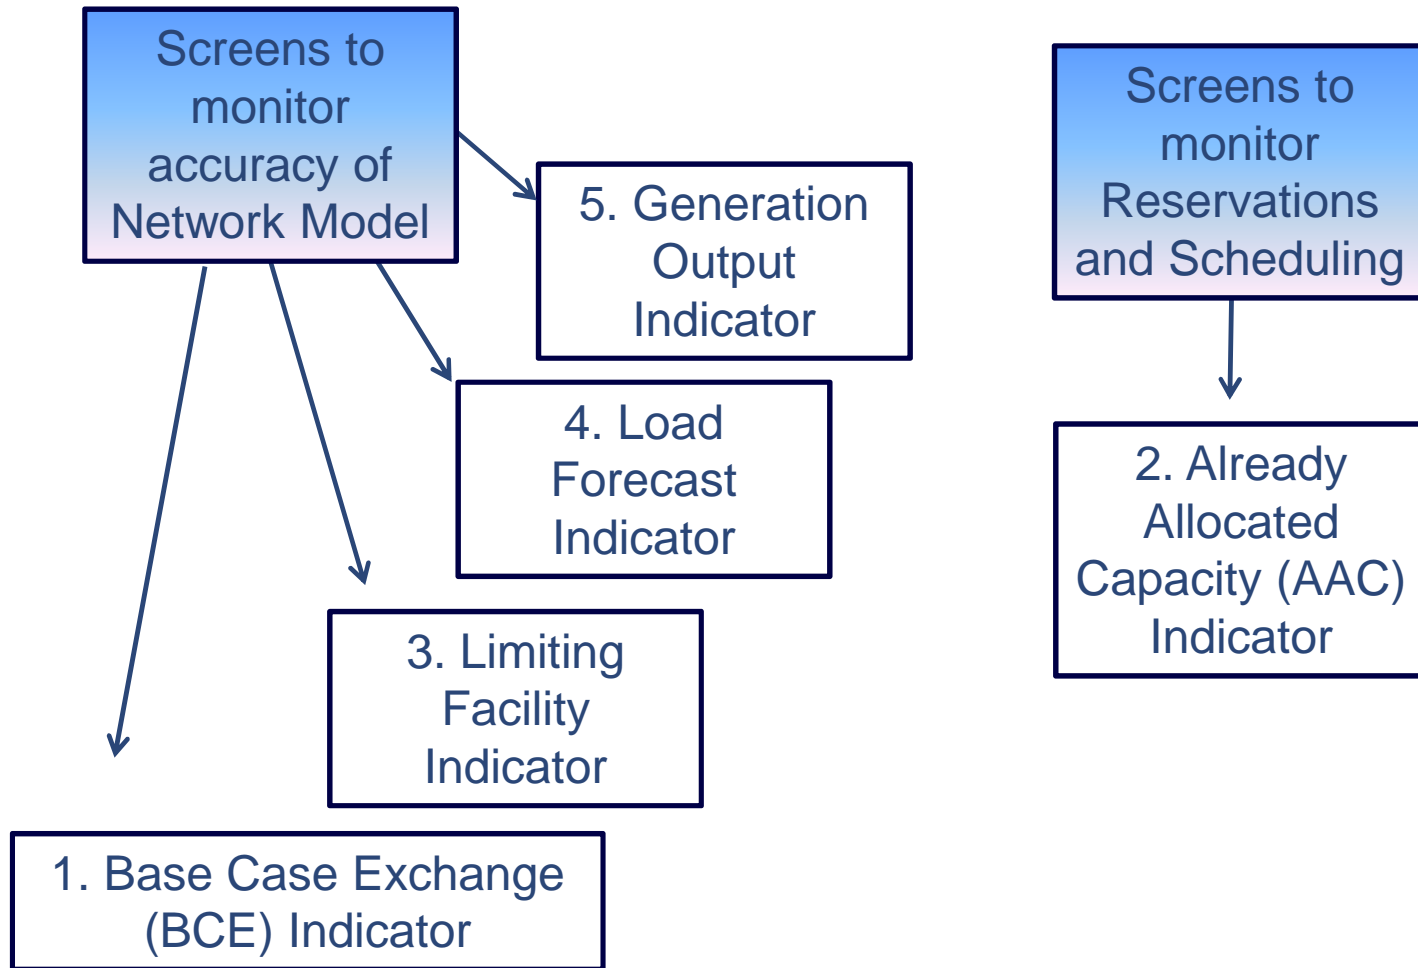 Screens to
monitor
accuracy of
Network Model
Screens to
monitor
Reservations
and Scheduling
5. Generation
Output
Indicator
4. Load
Forecast
Indicator
2. Already
Allocated
Capacity (AAC)
Indicator
3. Limiting
Facility
Indicator
1. Base Case Exchange
(BCE) Indicator